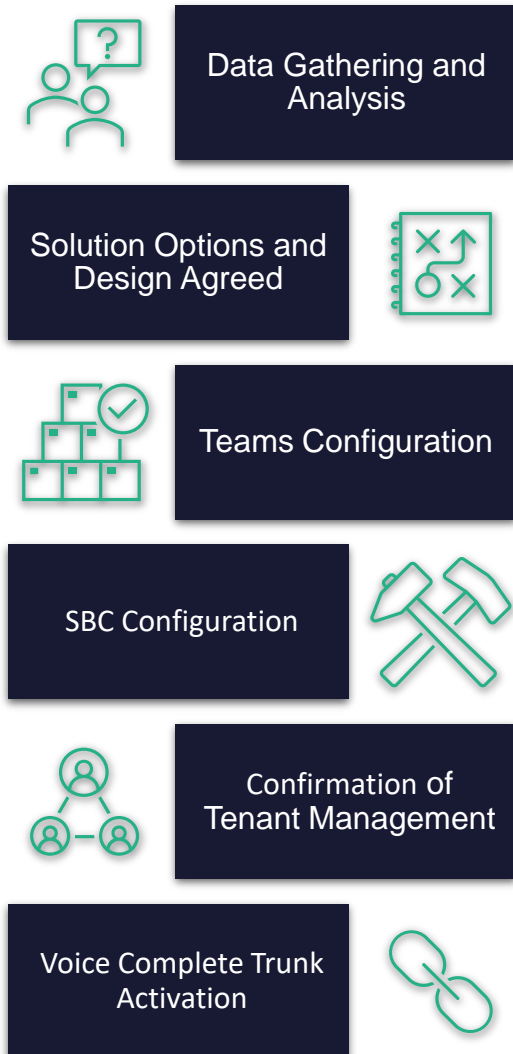 ?
Data Gathering and
Analysis
Solution Options and
Design Agreed
Teams Configuration
SBC Configuration
Confirmation of
Tenant Management
Voice Complete Trunk
Activation